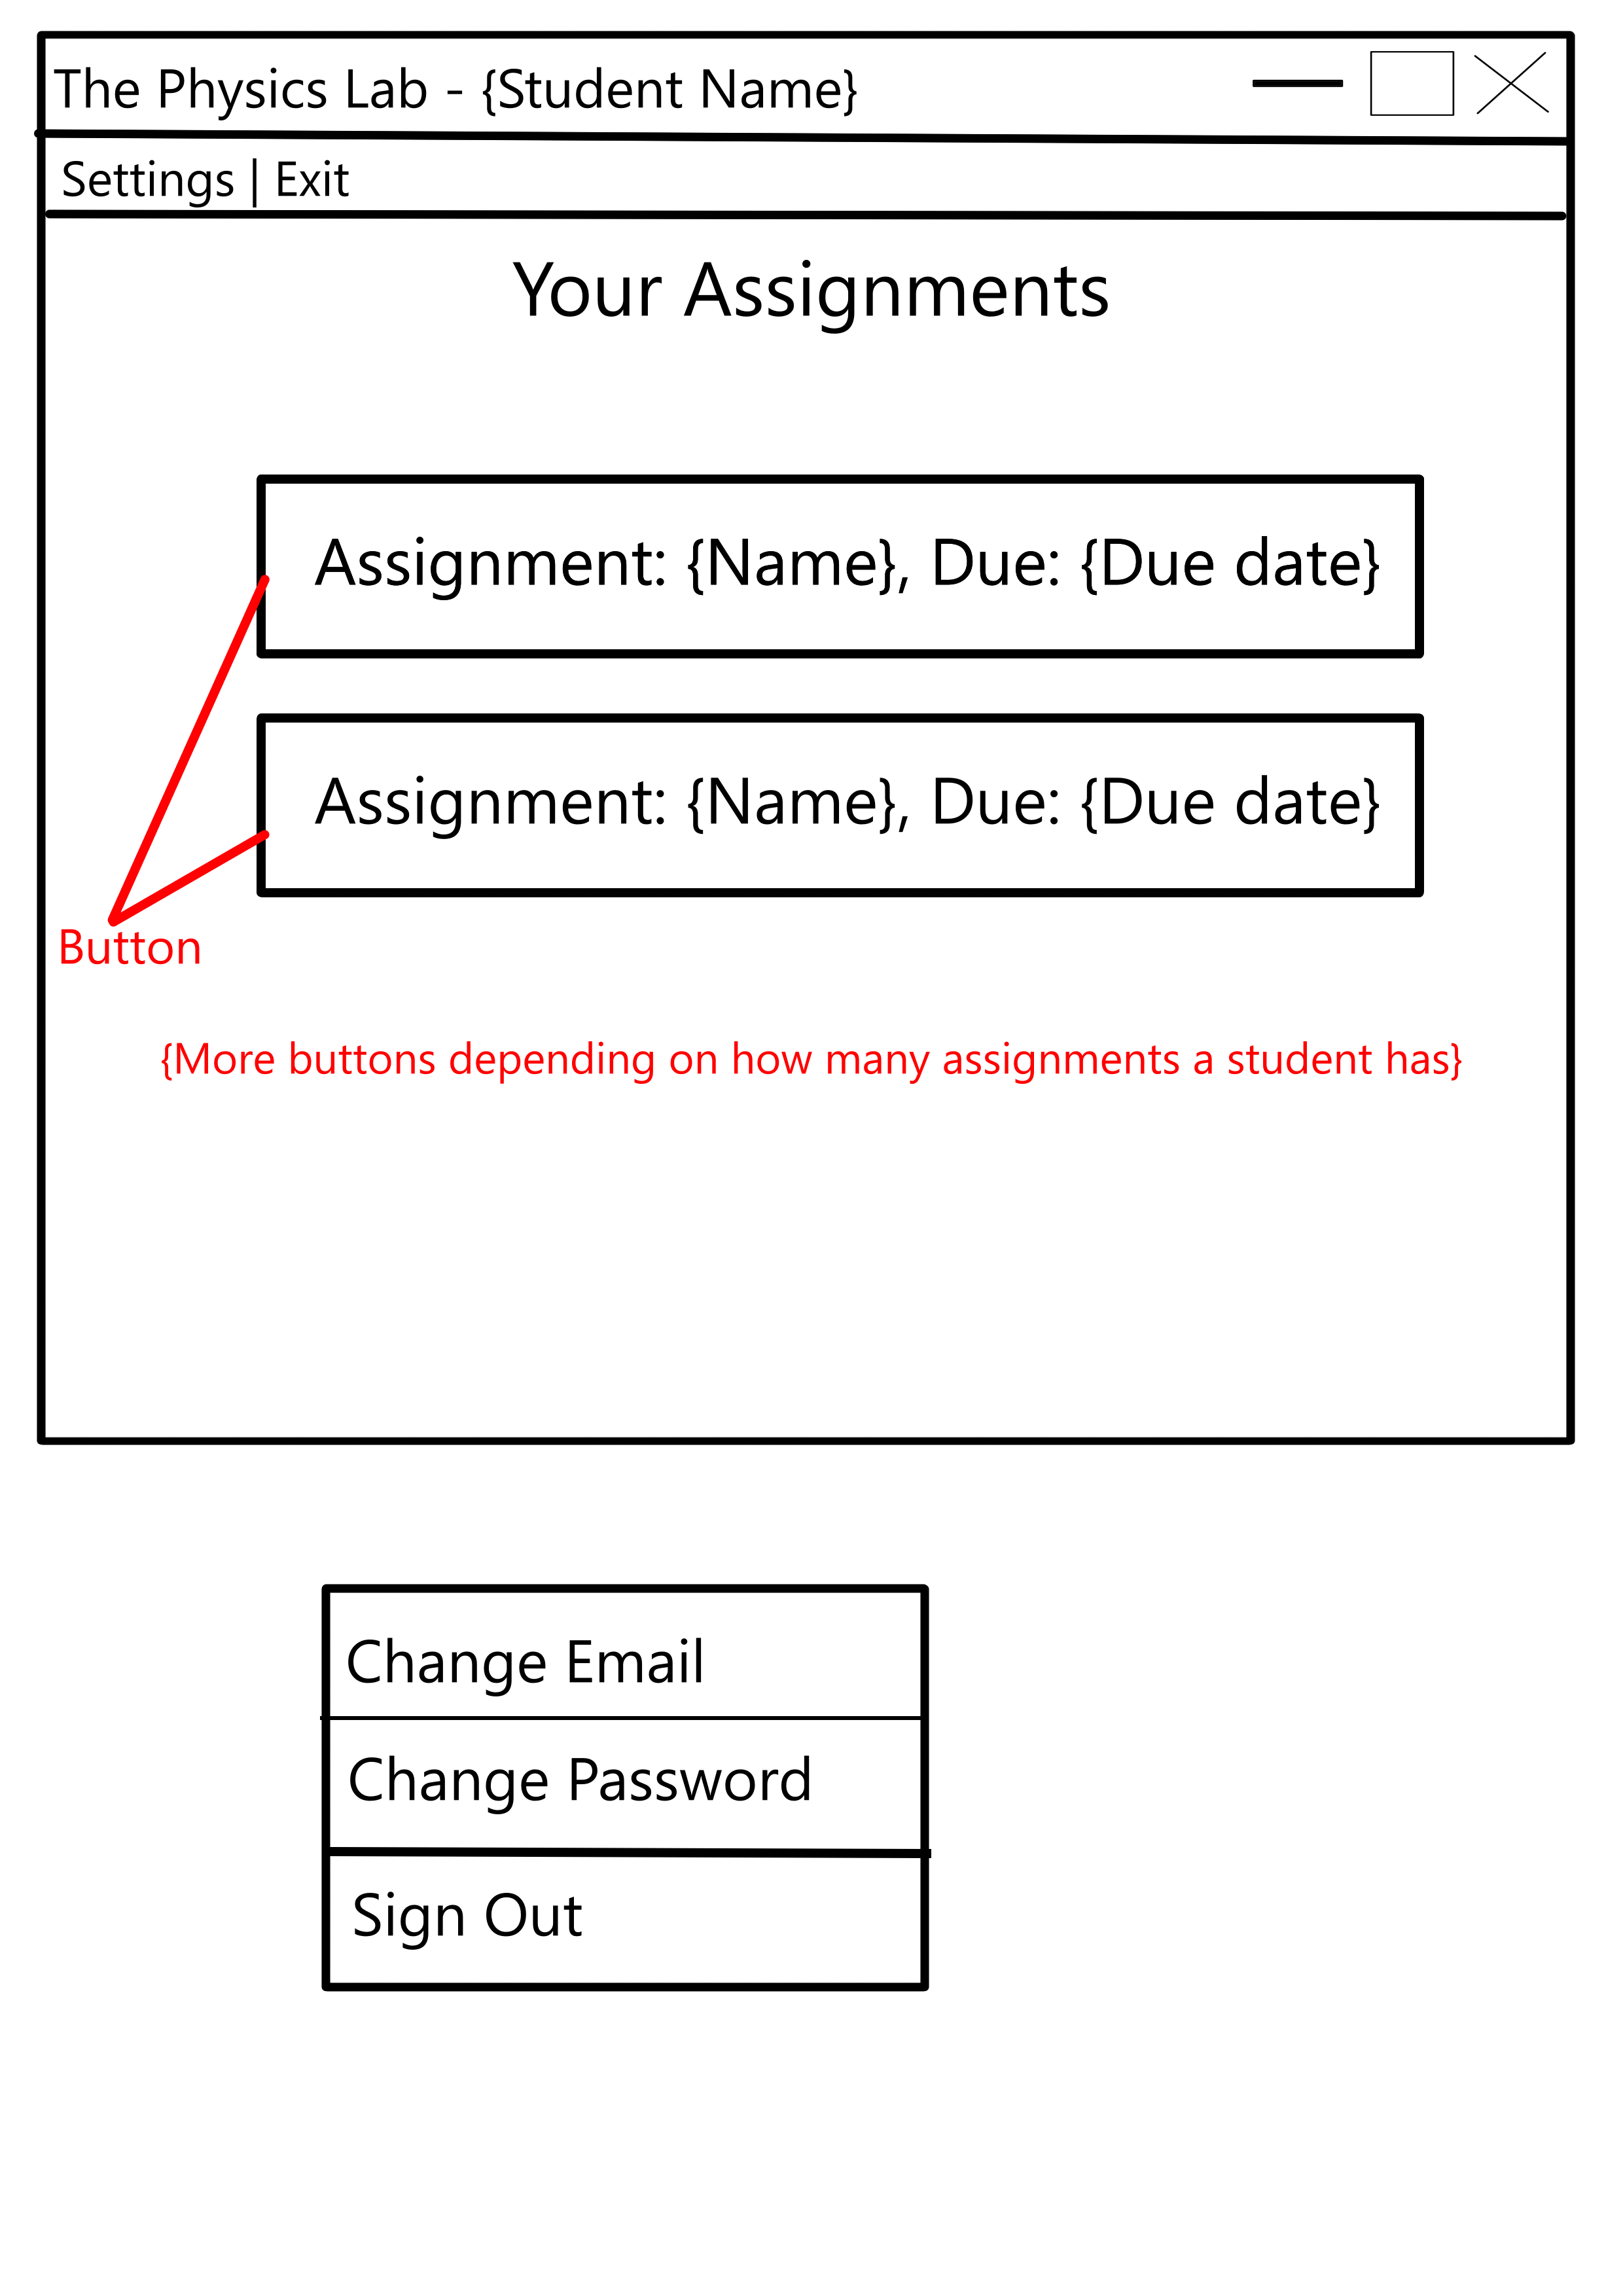 The Physics Lab - {Student Name}
Settings | Exit
Your Assignments
Assignment: {Name}, Due: {Due date}
Assignment: {Name}, Due: {Due date}
Button
{More buttons depending on how many assignments a student has}
Change Email
Change Password
Sign Out